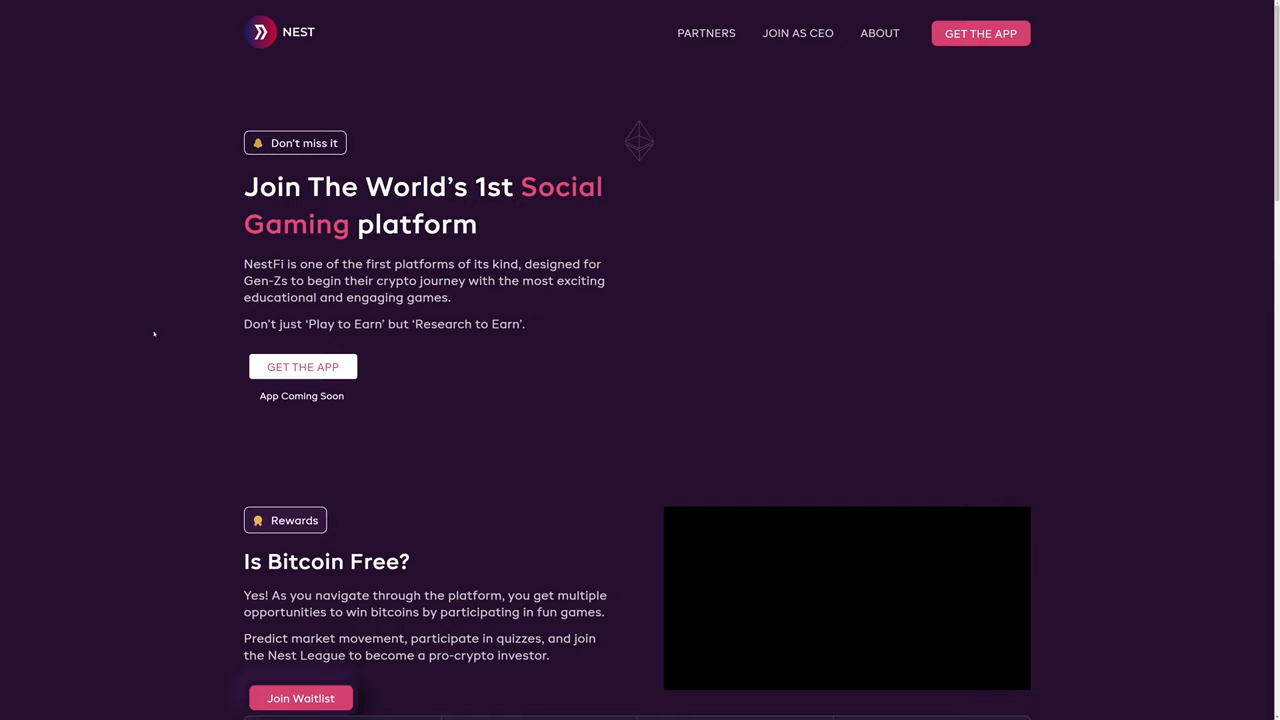 NEST
PARTNERS
JOIN AS CEO
ABOUT
GET THE APP
Don't miss it
Join The World's 1st Social
Gaming platform
NestFi is one of the first platforms of its kind, designed for
Gen-Zs to begin their crypto journey with the most exciting
educational and engaging games.
Don't just ‘Play to Earn’ but ‘Research to Earn’.
GET THE APP
App Coming Soon
Rewards
Is Bitcoin Free?
Yes! As you navigate through the platform, you get multiple
opportunities to win bitcoins by participating in fun games.
Predict market movement, participate in quizzes, and join
the Nest League to become a pro-crypto investor.
Join Waitlist